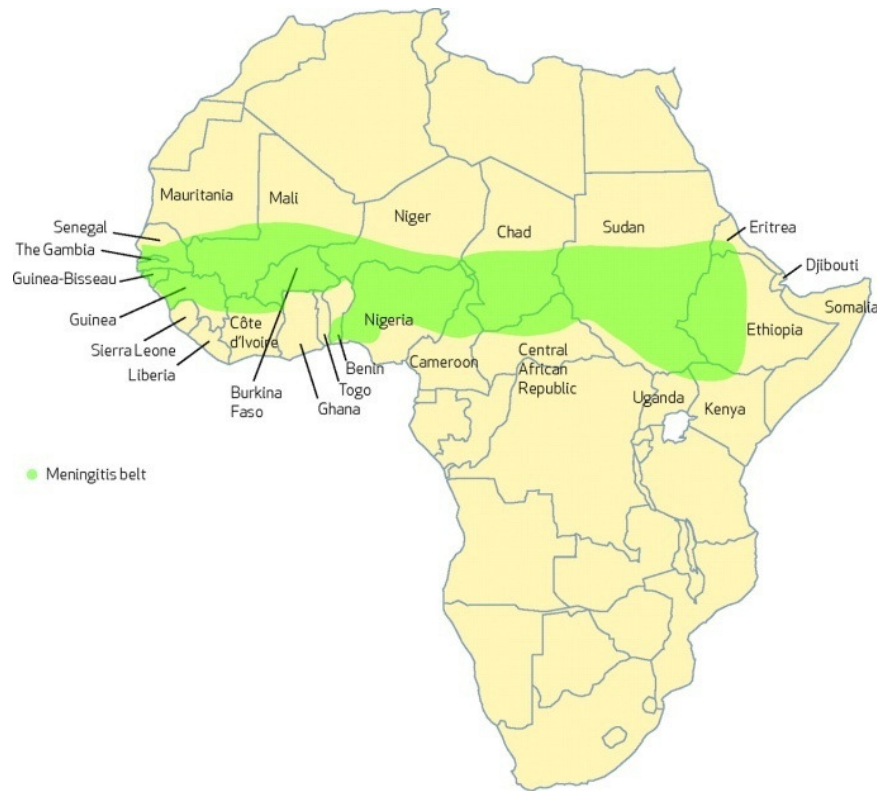 Mauritania
Mali
Niger
Chad
Sudan
Senegal
Eritrea
The Gambia
Djibouti
Guinea-Bisseau
Somalia
Guinea
Côte
d'Ivoire
Nigeria
Ethiopia
Sierra Leone
Liberia
Burkina
Faso
Ghana
Togo
Benin
Cameroon
Central
African
Republic
Uganda
Kenya
Meningitis belt